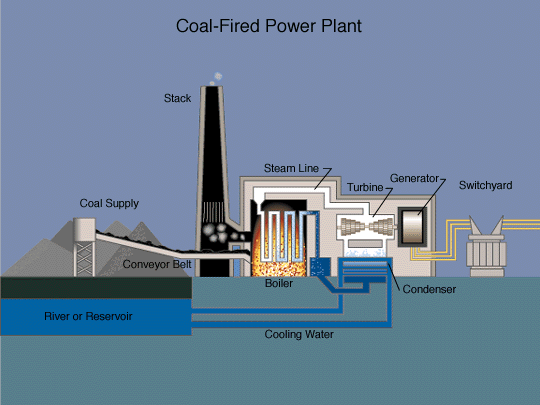 Coal-Fired Power Plant
Stack
Steam Line
Turbine
Generator
Switchyard
Coal Supply
Conveyor Belt
Boiler
Condenser
River or Reservoir
Cooling Water